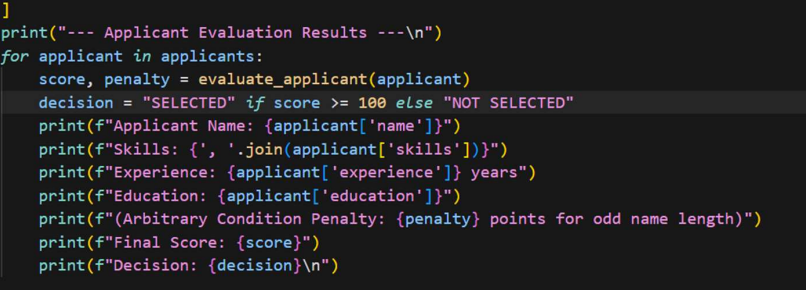 ]
print("--- Applicant Evaluation Results ---\n")
for applicant in applicants:
    score, penalty = evaluate_applicant(applicant)
    decision = "SELECTED" if score >= 100 else "NOT SELECTED"
    print(f"Applicant Name: {applicant['name']}")
    print(f"Skills: {', '.join(applicant['skills'])}")
    print(f"Experience: {applicant['experience']} years")
    print(f"Education: {applicant['education']}")
    print(f"(Arbitrary Condition Penalty: {penalty} points for odd name length)")
    print(f"Final Score: {score}")
    print(f"Decision: {decision}\n")